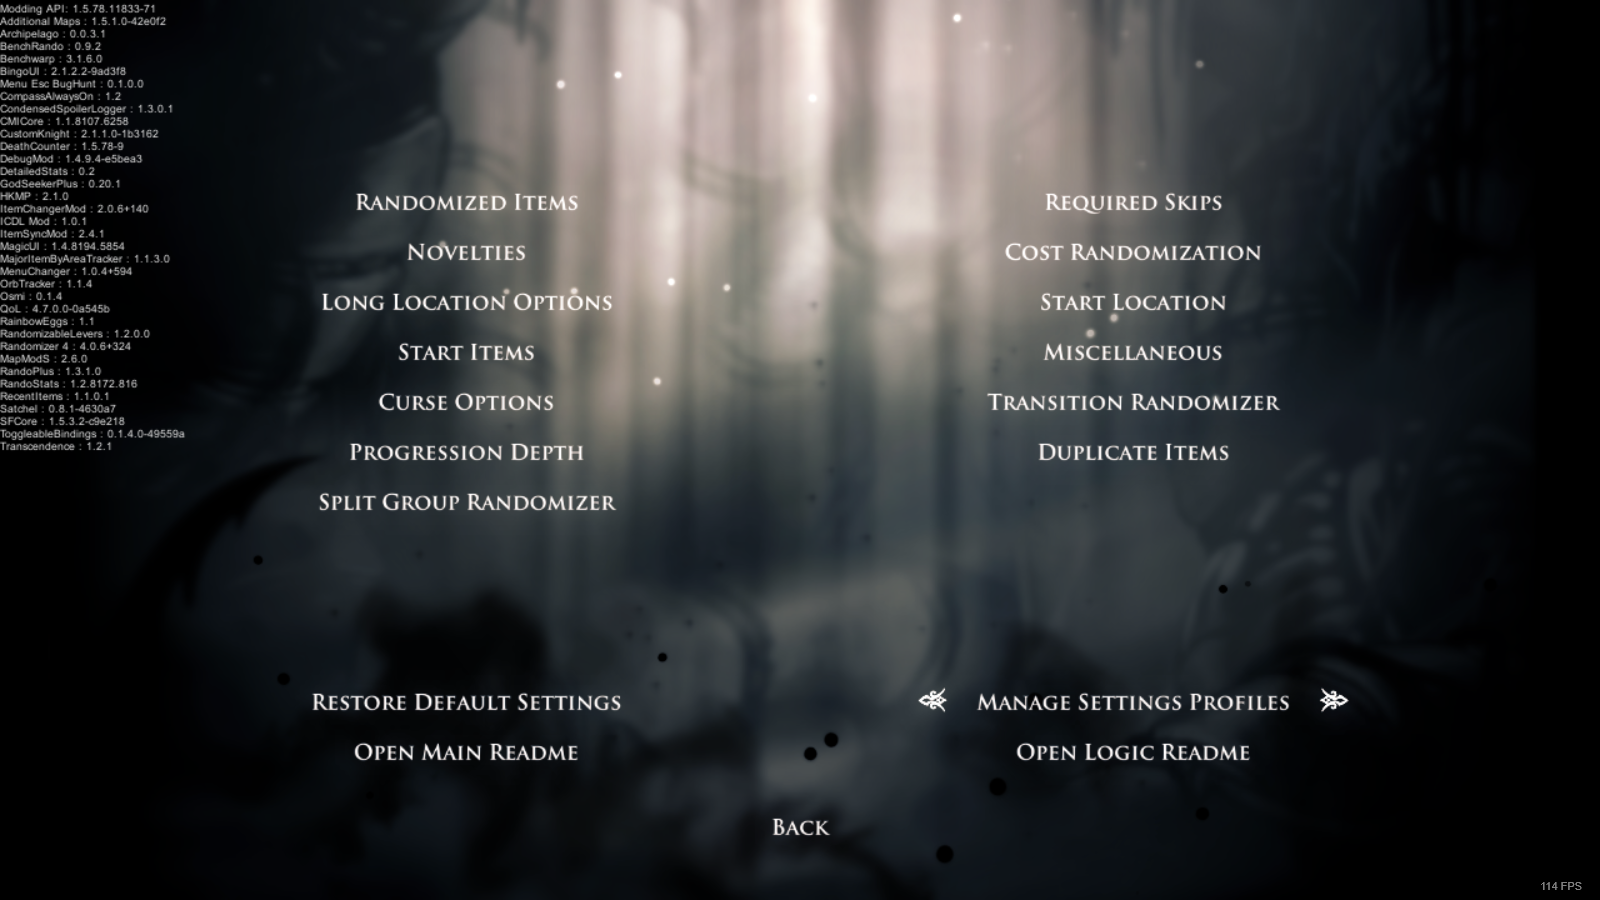 Modding API: 1.5.78.11833-71
Additional Maps : 1.5.1.0-42e0f2
Archipelago : 0.0.3.1
BenchRando : 0.9.2
Benchwarp : 3.1.6.0
BingoUI : 2.1.2.2-9ad3f8
Menu Esc BugHunt : 0.1.0.0
CompassAlwaysOn : 1.2
CondensedSpoilerLogger : 1.3.0.1
CMICore : 1.1.8107.6258
CustomKnight : 2.1.1.0-1b3162
DeathCounter : 1.5.78-9
DebugMod : 1.4.9.4-e5bea3
DetailedStats : 0.2
GodSeekerPlus : 0.20.1
HKMP : 2.1.0
ItemChangerMod : 2.0.6+140
ICDL Mod : 1.0.1
ItemSyncMod : 2.4.1
MagicUI : 1.4.8194.5854
MajorItemByAreaTracker : 1.1.3.0
MenuChanger : 1.0.4+594
OrbTracker : 1.1.4
Osmi : 0.1.4
QoL : 4.7.0.0-0a545b
RainbowEggs : 1.1
RandomizableLevers : 1.2.0.0
Randomizer 4 : 4.0.6+324
MapModS : 2.6.0
RandoPlus : 1.3.1.0
RandoStats : 1.2.8172.816
RecentItems : 1.1.0.1
Satchel : 0.8.1-4630a7
SFCore : 1.5.3.2-c9e218
ToggleableBindings : 0.1.4.0-49559a
Transcendence : 1.2.1
Randomized Items
Novelties
Long Location Options
Start Items
Curse Options
Progression Depth
Split Group Randomizer
Required Skips
Cost Randomization
Start Location
Miscellaneous
Transition Randomizer
Duplicate Items
Restore Default Settings
Manage Settings Profiles
Open Main Readme
Open Logic Readme
Back
114 FPS